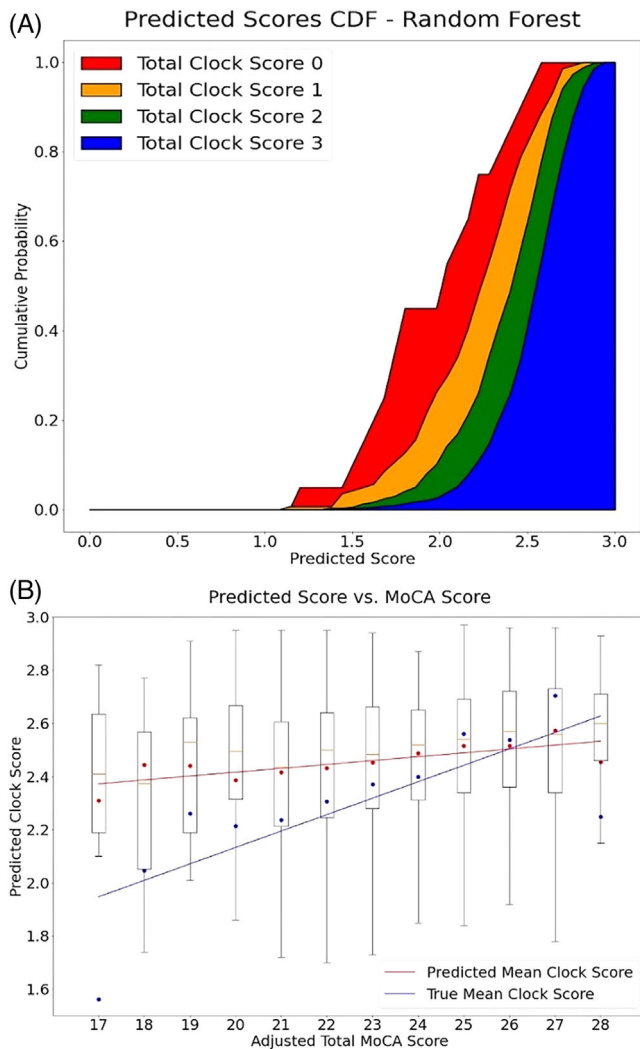 (A)
Predicted Scores CDF - Random Forest
Total Clock Score 0
Total Clock Score 1
Total Clock Score 2
Total Clock Score 3
Cumulative Probability
1.0
0.8
0.6
0.4
0.2
0.0
0.0 0.5 1.0 1.5 2.0 2.5 3.0
Predicted Score
(B)
Predicted Score vs. MoCA Score
Predicted Clock Score
3.0
2.8
2.6
2.4
2.2
2.0
1.8
1.6
Predicted Mean Clock Score
True Mean Clock Score
17 18 19 20 21 22 23 24 25 26 27 28
Adjusted Total MoCA Score